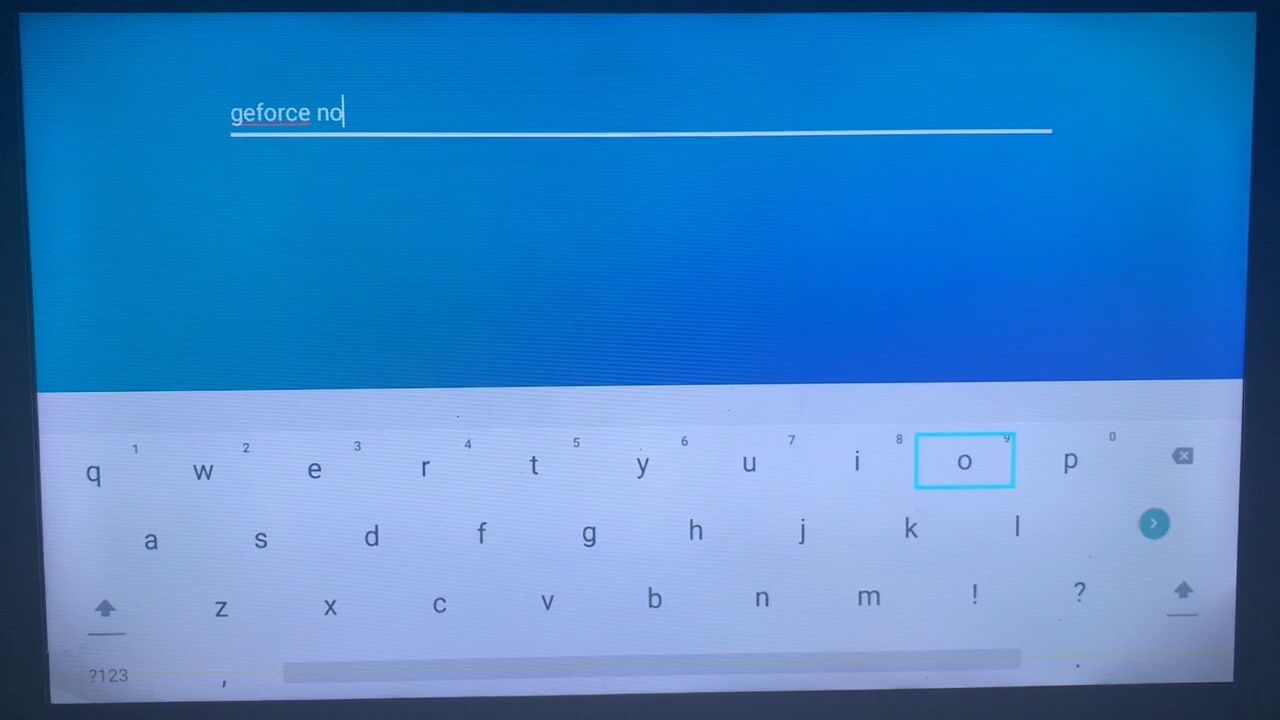 geforce no
1 2 3 4 5 6 7 8 9 0
q w e r t y u i o p
a s d f g h j k l
z x c v b n m ! ?
?123 , .